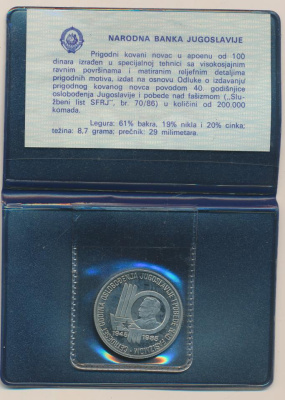 NARODNA BANKA JUGOSLAVIJE
Prigodni kovani novac u apoenu od 100
dinara izrađen u specijalnoj tehnici sa visokosjajnim
ravnim površinama i matiranim reljefnim detaljima
prigodnih motiva, izdat na osnovu Odluke o izdavanju
prigodnog kovanog novca povodom 40. godišnjice
oslobođenja Jugoslavije i pobede nad fašizmom („Slu-
žbeni list SFRJ„, br. 70/86) u količini od 200.000
komada.
Legura: 61% bakra, 19% nikla i 20% cinka;
težina: 8,7 grama; prečnik: 29 milimetara.
1945 1985